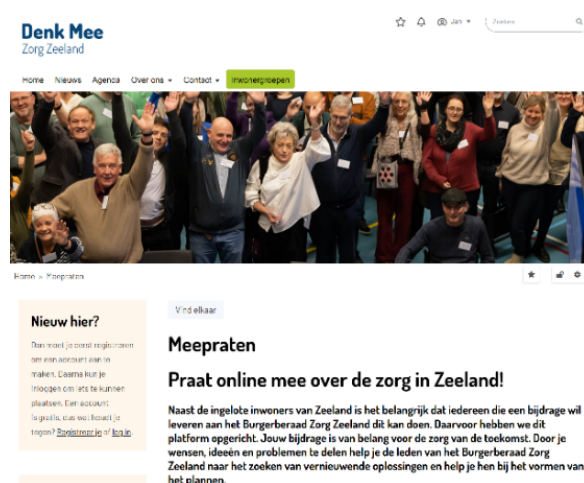 Denk Mee
Zorg Zeeland
Jan
Zoeken
Home Nieuws Agenda Over ons Contact Inwonergroepen
Home » Meepraten
Nieuw hier?
Dan moet je eerst registreren
om een account aan te
maken. Daarna kun je
inloggen om iets te kunnen
plaatsen. Een account
is gratis, dus wat houdt je
tegen? Registreer je of log in.
Vind elkaar
Meepraten
Praat online mee over de zorg in Zeeland!
Naast de ingelote inwoners van Zeeland is het belangrijk dat iedereen die een bijdrage wil
leveren aan het Burgerberaad Zorg Zeeland dit kan doen. Daarvoor hebben we dit
platform opgericht. Jouw bijdrage is van belang voor de zorg van de toekomst. Door je
wensen, ideeën en problemen te delen help je de leden van het Burgerberaad Zorg
Zeeland naar het zoeken van vernieuwende oplossingen en help je hen bij het vormen van
het plannen.